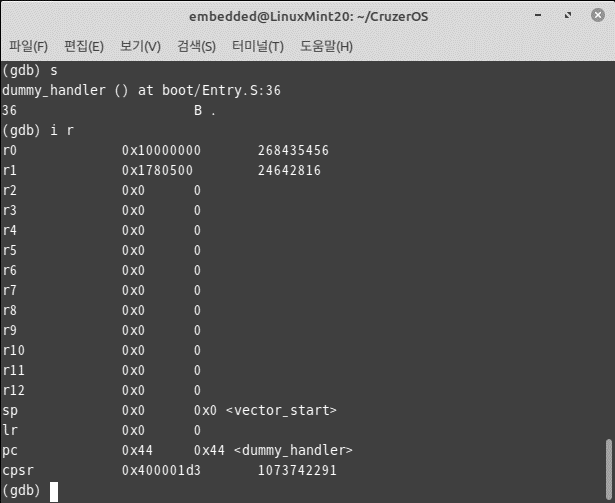 embedded@LinuxMint20: ~/CruzerOS
파일(F) 편집(E) 보기(V) 검색(S) 터미널(T) 도움말(H)
(gdb) s
dummy_handler () at boot/Entry.S:36
36                      B .
(gdb) i r
r0             0x10000000       268435456
r1             0x1780500        24642816
r2             0x0      0
r3             0x0      0
r4             0x0      0
r5             0x0      0
r6             0x0      0
r7             0x0      0
r8             0x0      0
r9             0x0      0
r10            0x0      0
r11            0x0      0
r12            0x0      0
sp             0x0      0x0 <vector_start>
lr             0x0      0
pc             0x44     0x44 <dummy_handler>
cpsr           0x400001d3       1073742291
(gdb)